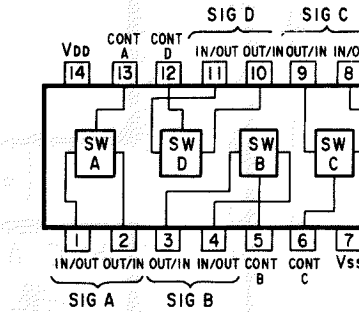 SIG D SIG C
CONT CONT
VDD A D IN/OUT OUT/IN OUT/IN IN/O
14 13 12 11 10 9 8
SW SW SW SW
A D B C
1 2 3 4 5 6 7
IN/OUT OUT/IN OUT/IN IN/OUT CONT CONT VSS
B C
SIG A SIG B